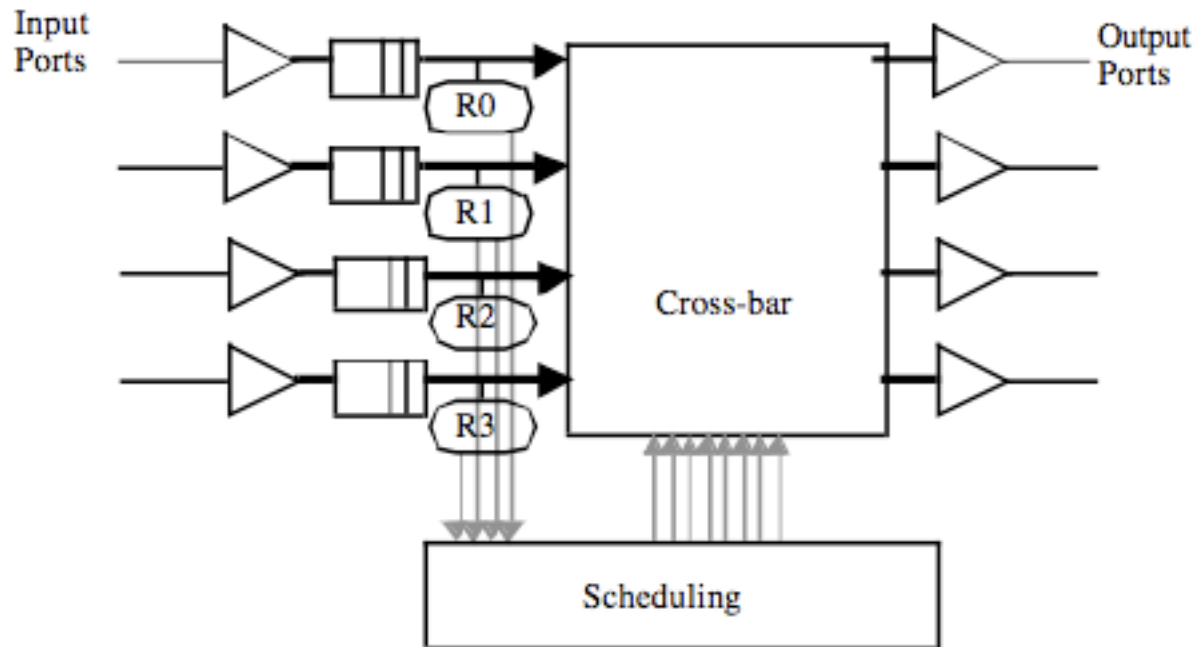 Input
Ports
Output
Ports
R0
R1
R2
Cross-bar
R3
Scheduling